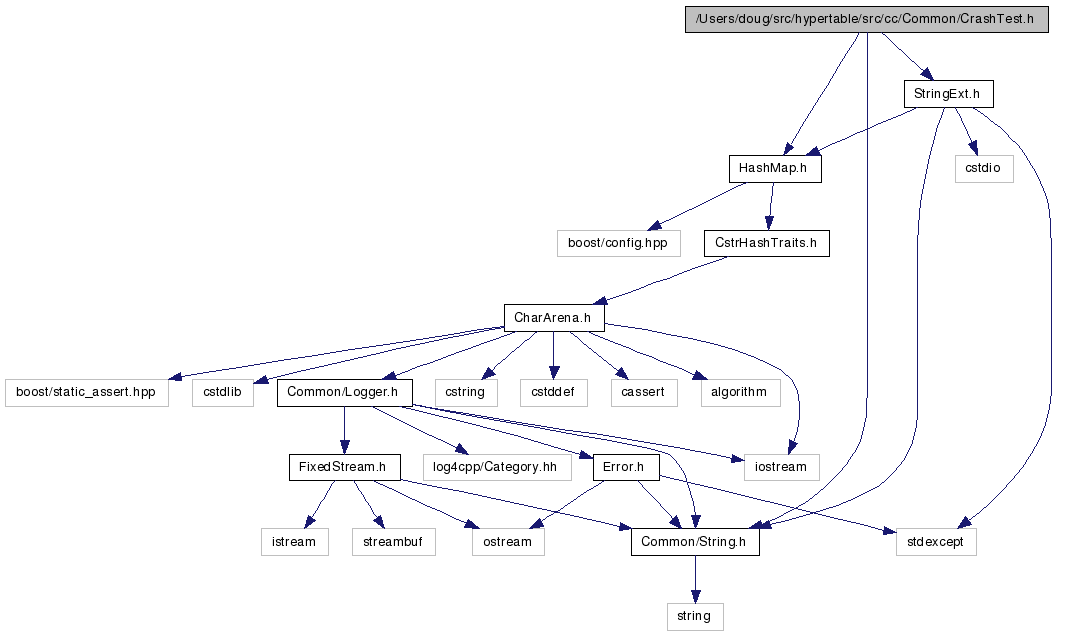 /Users/doug/src/hypertable/src/cc/Common/CrashTest.h
StringExt.h
HashMap.h
cstdio
boost/config.hpp
CstrHashTraits.h
CharArena.h
boost/static_assert.hpp
cstdlib
Common/Logger.h
cstring
cstddef
cassert
algorithm
FixedStream.h
log4cpp/Category.hh
Error.h
iostream
istream
streambuf
ostream
Common/String.h
stdexcept
string